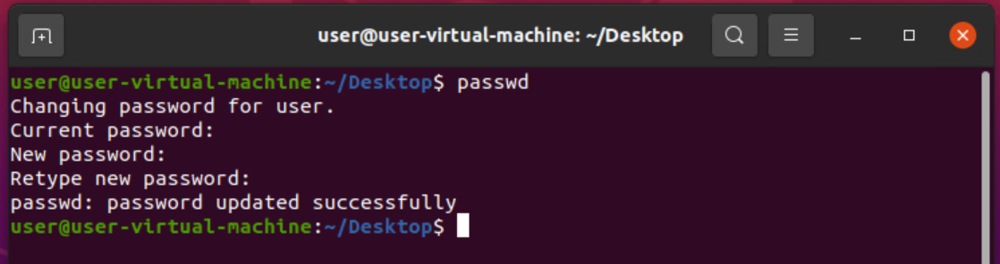 user@user-virtual-machine: ~/Desktop
user@user-virtual-machine:~/Desktop$ passwd
Changing password for user.
Current password:
New password:
Retype new password:
passwd: password updated successfully
user@user-virtual-machine:~/Desktop$